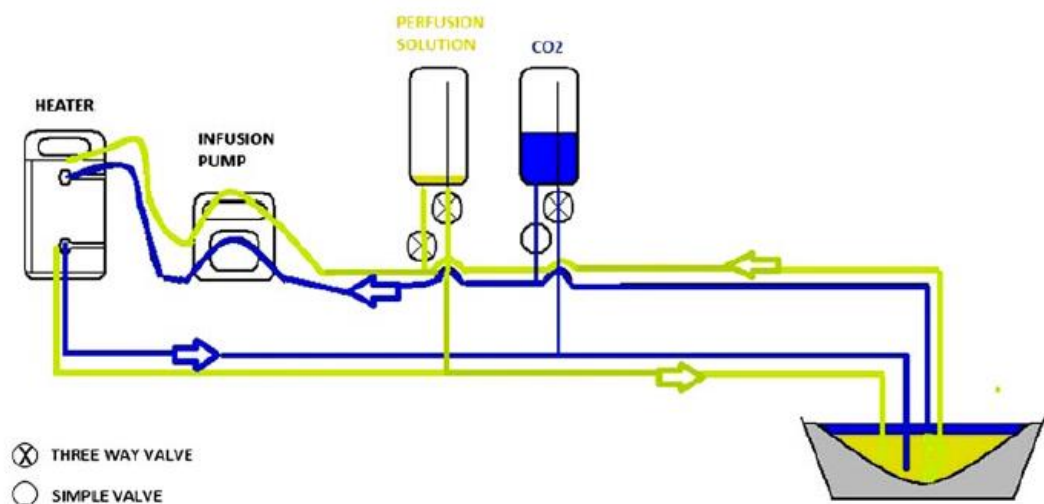 PERFUSION
SOLUTION
CO2
HEATER
INFUSION
PUMP
THREE WAY VALVE
SIMPLE VALVE